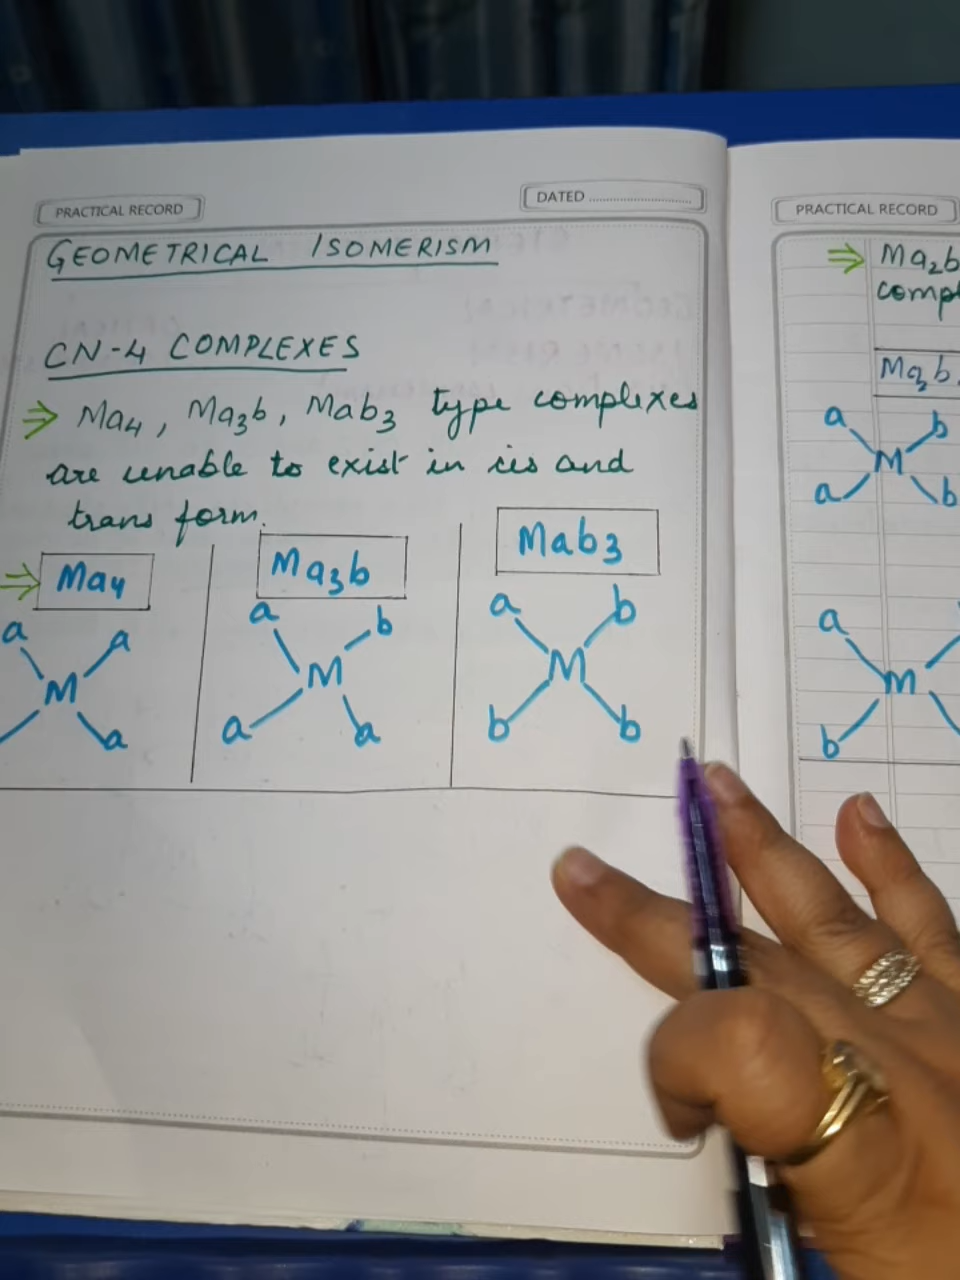 PRACTICAL RECORD
DATED ........................
GEOMETRICAL ISOMERISM
CN-4 COMPLEXES
⇒ Ma₄, Ma₃b, Mab₃ type complexes
are unable to exist in cis and
trans form.
⇒ Ma₄
Ma₃b
Mab₃
a a
M
a
a b
M
a a
a b
M
b b
PRACTICAL RECORD
⇒ Ma₂b
a b
M
a b
a
M
b